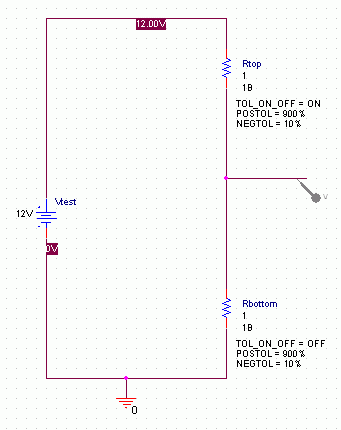 12.00V
Rtop
1
1B
TOL_ON_OFF = ON
POSTOL = 900%
NEGTOL = 10%
V
Vtest
12V
0V
Rbottom
1
1B
TOL_ON_OFF = OFF
POSTOL = 900%
NEGTOL = 10%
0